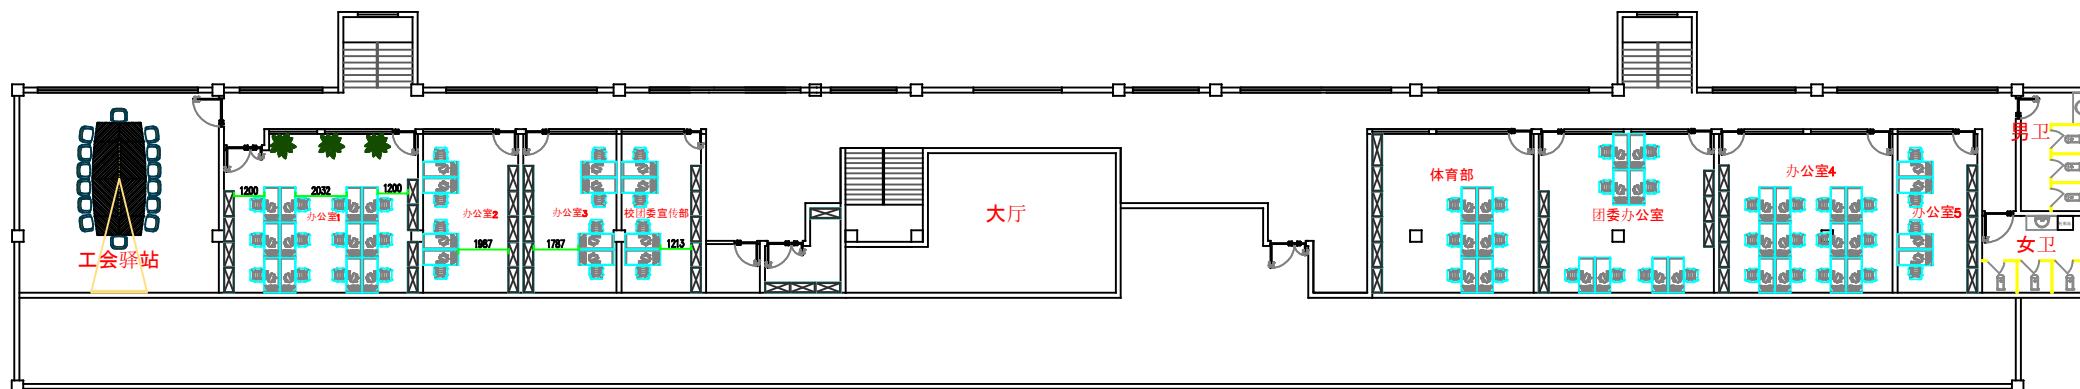 工会驿站
1200
2032
1200
办公室1
办公室2
1987
办公室3
1787
校团委宣传部
1213
大厅
体育部
团委办公室
办公室4
办公室5
男卫
女卫